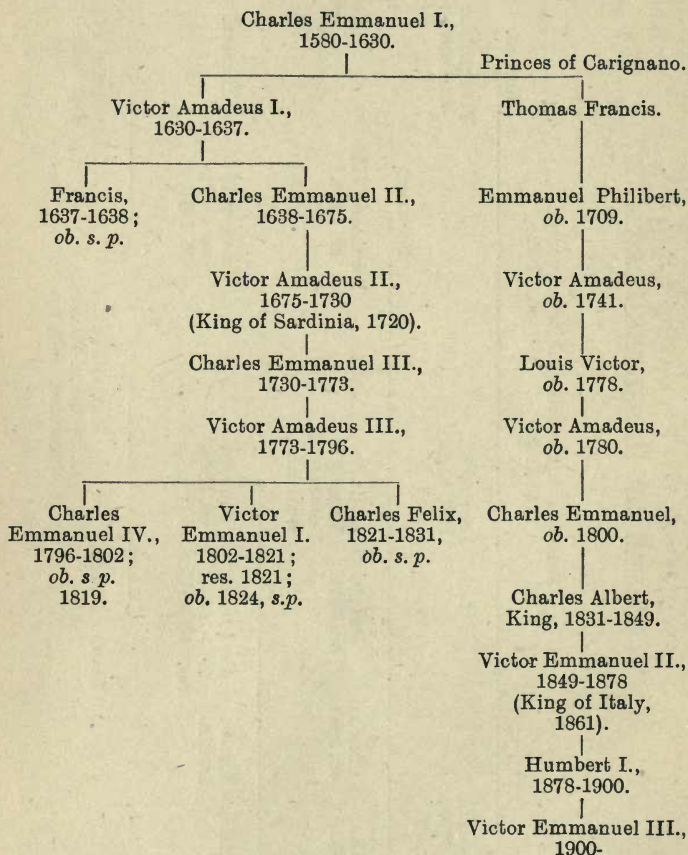 Charles Emmanuel I.,
1580-1630.
Princes of Carignano.
Victor Amadeus I.,
1630-1637.
Thomas Francis.
Francis,
1637-1638;
ob. s. p.
Charles Emmanuel II.,
1638-1675.
Emmanuel Philibert,
ob. 1709.
Victor Amadeus II.,
1675-1730
(King of Sardinia, 1720).
Victor Amadeus,
ob. 1741.
Charles Emmanuel III.,
1730-1773.
Louis Victor,
ob. 1778.
Victor Amadeus III.,
1773-1796.
Victor Amadeus,
ob. 1780.
Charles
Emmanuel IV.,
1796-1802;
ob. s p.
1819.
Victor
Emmanuel I.
1802-1821;
res. 1821;
ob. 1824, s.p.
Charles Felix,
1821-1831,
ob. s. p.
Charles Emmanuel,
ob. 1800.
Charles Albert,
King, 1831-1849.
Victor Emmanuel II.,
1849-1878
(King of Italy,
1861).
Humbert I.,
1878-1900.
Victor Emmanuel III.,
1900-